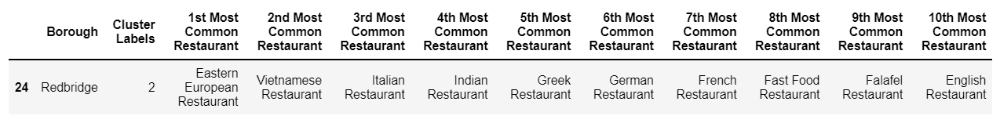 Borough Cluster Labels 1st Most Common Restaurant 2nd Most Common Restaurant 3rd Most Common Restaurant 4th Most Common Restaurant 5th Most Common Restaurant 6th Most Common Restaurant 7th Most Common Restaurant 8th Most Common Restaurant 9th Most Common Restaurant 10th Most Common Restaurant
24 Redbridge 2 Eastern European Restaurant Vietnamese Restaurant Italian Restaurant Indian Restaurant Greek Restaurant German Restaurant French Restaurant Fast Food Restaurant Falafel Restaurant English Restaurant